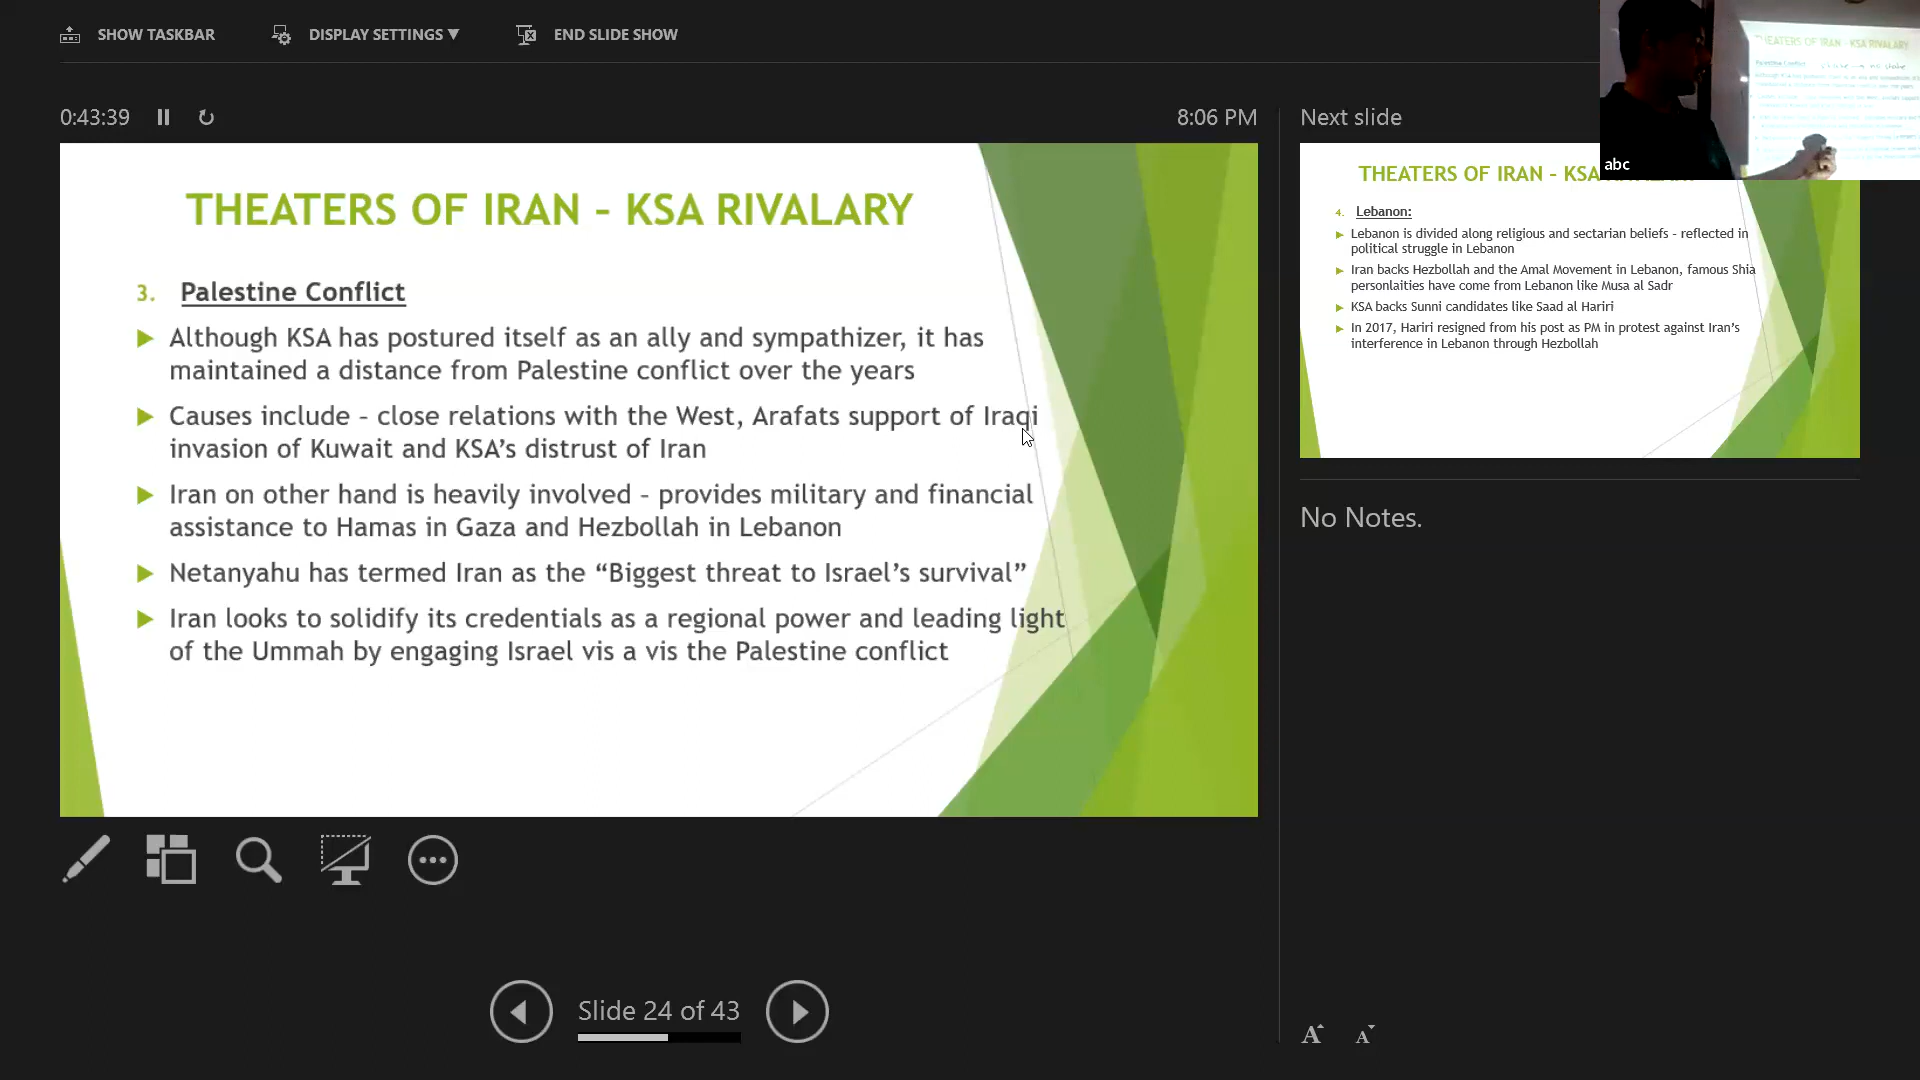 SHOW TASKBAR
DISPLAY SETTINGS ▼
END SLIDE SHOW
0:43:39
8:06 PM
THEATERS OF IRAN – KSA RIVALARY
3. Palestine Conflict
Although KSA has postured itself as an ally and sympathizer, it has
maintained a distance from Palestine conflict over the years
Causes include – close relations with the West, Arafats support of Iraqi
invasion of Kuwait and KSA’s distrust of Iran
Iran on other hand is heavily involved – provides military and financial
assistance to Hamas in Gaza and Hezbollah in Lebanon
Netanyahu has termed Iran as the “Biggest threat to Israel’s survival”
Iran looks to solidify its credentials as a regional power and leading light
of the Ummah by engaging Israel vis a vis the Palestine conflict
Slide 24 of 43
Next slide
THEATERS OF IRAN – KSA
4. Lebanon:
Lebanon is divided along religious and sectarian beliefs – reflected in
political struggle in Lebanon
Iran backs Hezbollah and the Amal Movement in Lebanon, famous Shia
personlaities have come from Lebanon like Musa al Sadr
KSA backs Sunni candidates like Saad al Hariri
In 2017, Hariri resigned from his post as PM in protest against Iran’s
interference in Lebanon through Hezbollah
No Notes.
A A
THEATERS OF IRAN - KSA RIVALARY
Palestine Conflict
abc